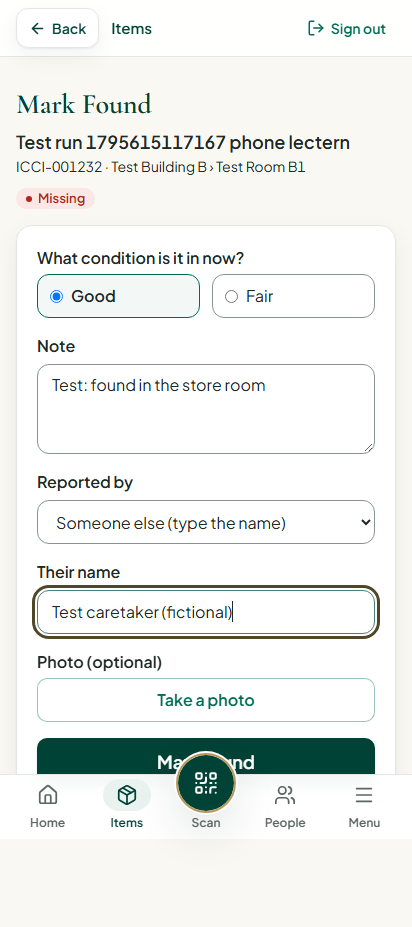 Back
Items
Sign out
Mark Found
Test run 1795615117167 phone lectern
ICCI-001232 · Test Building B › Test Room B1
Missing
What condition is it in now?
Good
Fair
Note
Test: found in the store room
Reported by
Someone else (type the name)
Their name
Test caretaker (fictional)
Photo (optional)
Take a photo
Home
Items
Scan
People
Menu